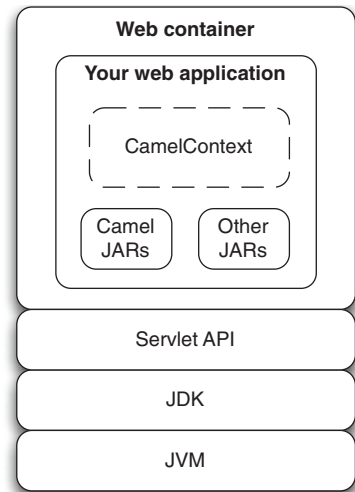 Web container
Your web application
CamelContext
Camel
JARs
Other
JARs
Servlet API
JDK
JVM